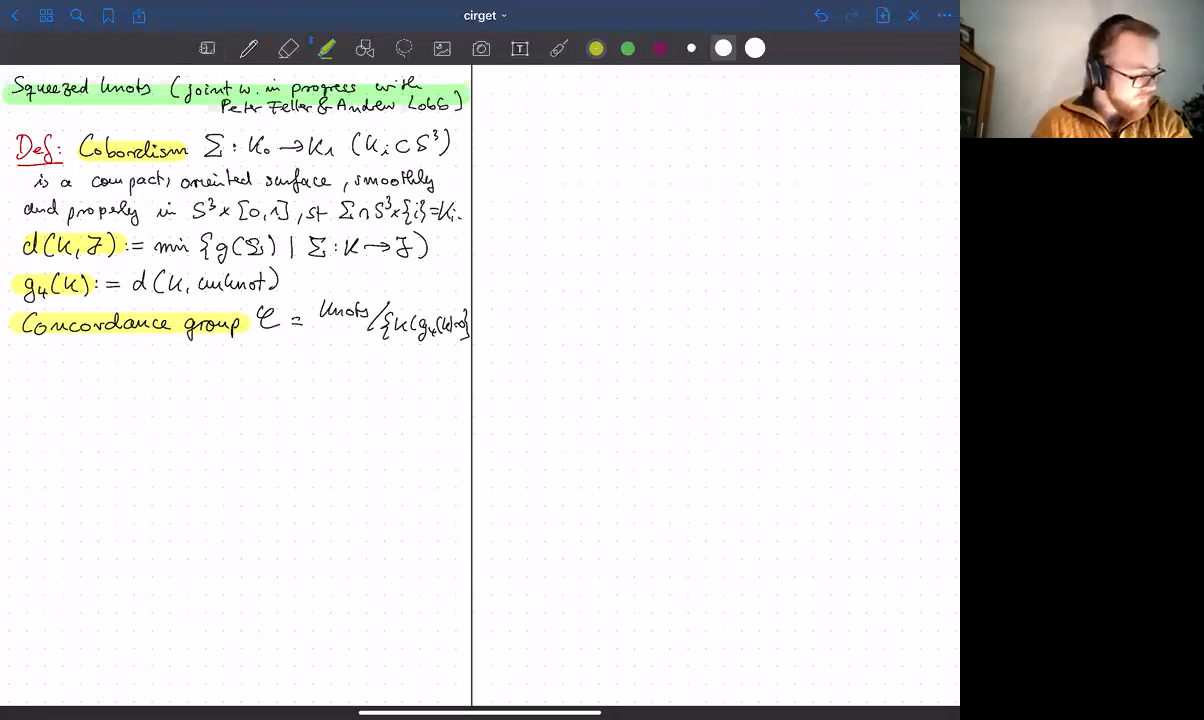 cirget
Squeezed knots (joint w. in progress with
Peter Feller & Andrew Lobb)
Def: Cobordism Σ : K₀ → K₁ (Kᵢ ⊂ S³)
is a compact, oriented surface, smoothly
and properly in S³ × [0,1], st Σ ∩ S³×{i} = Kᵢ.
d(K, J) := min {g(Σ) | Σ : K → J}
g₄(K) := d(K, unknot)
Concordance group 𝒞 = Knots/{K|g₄(K)=0}